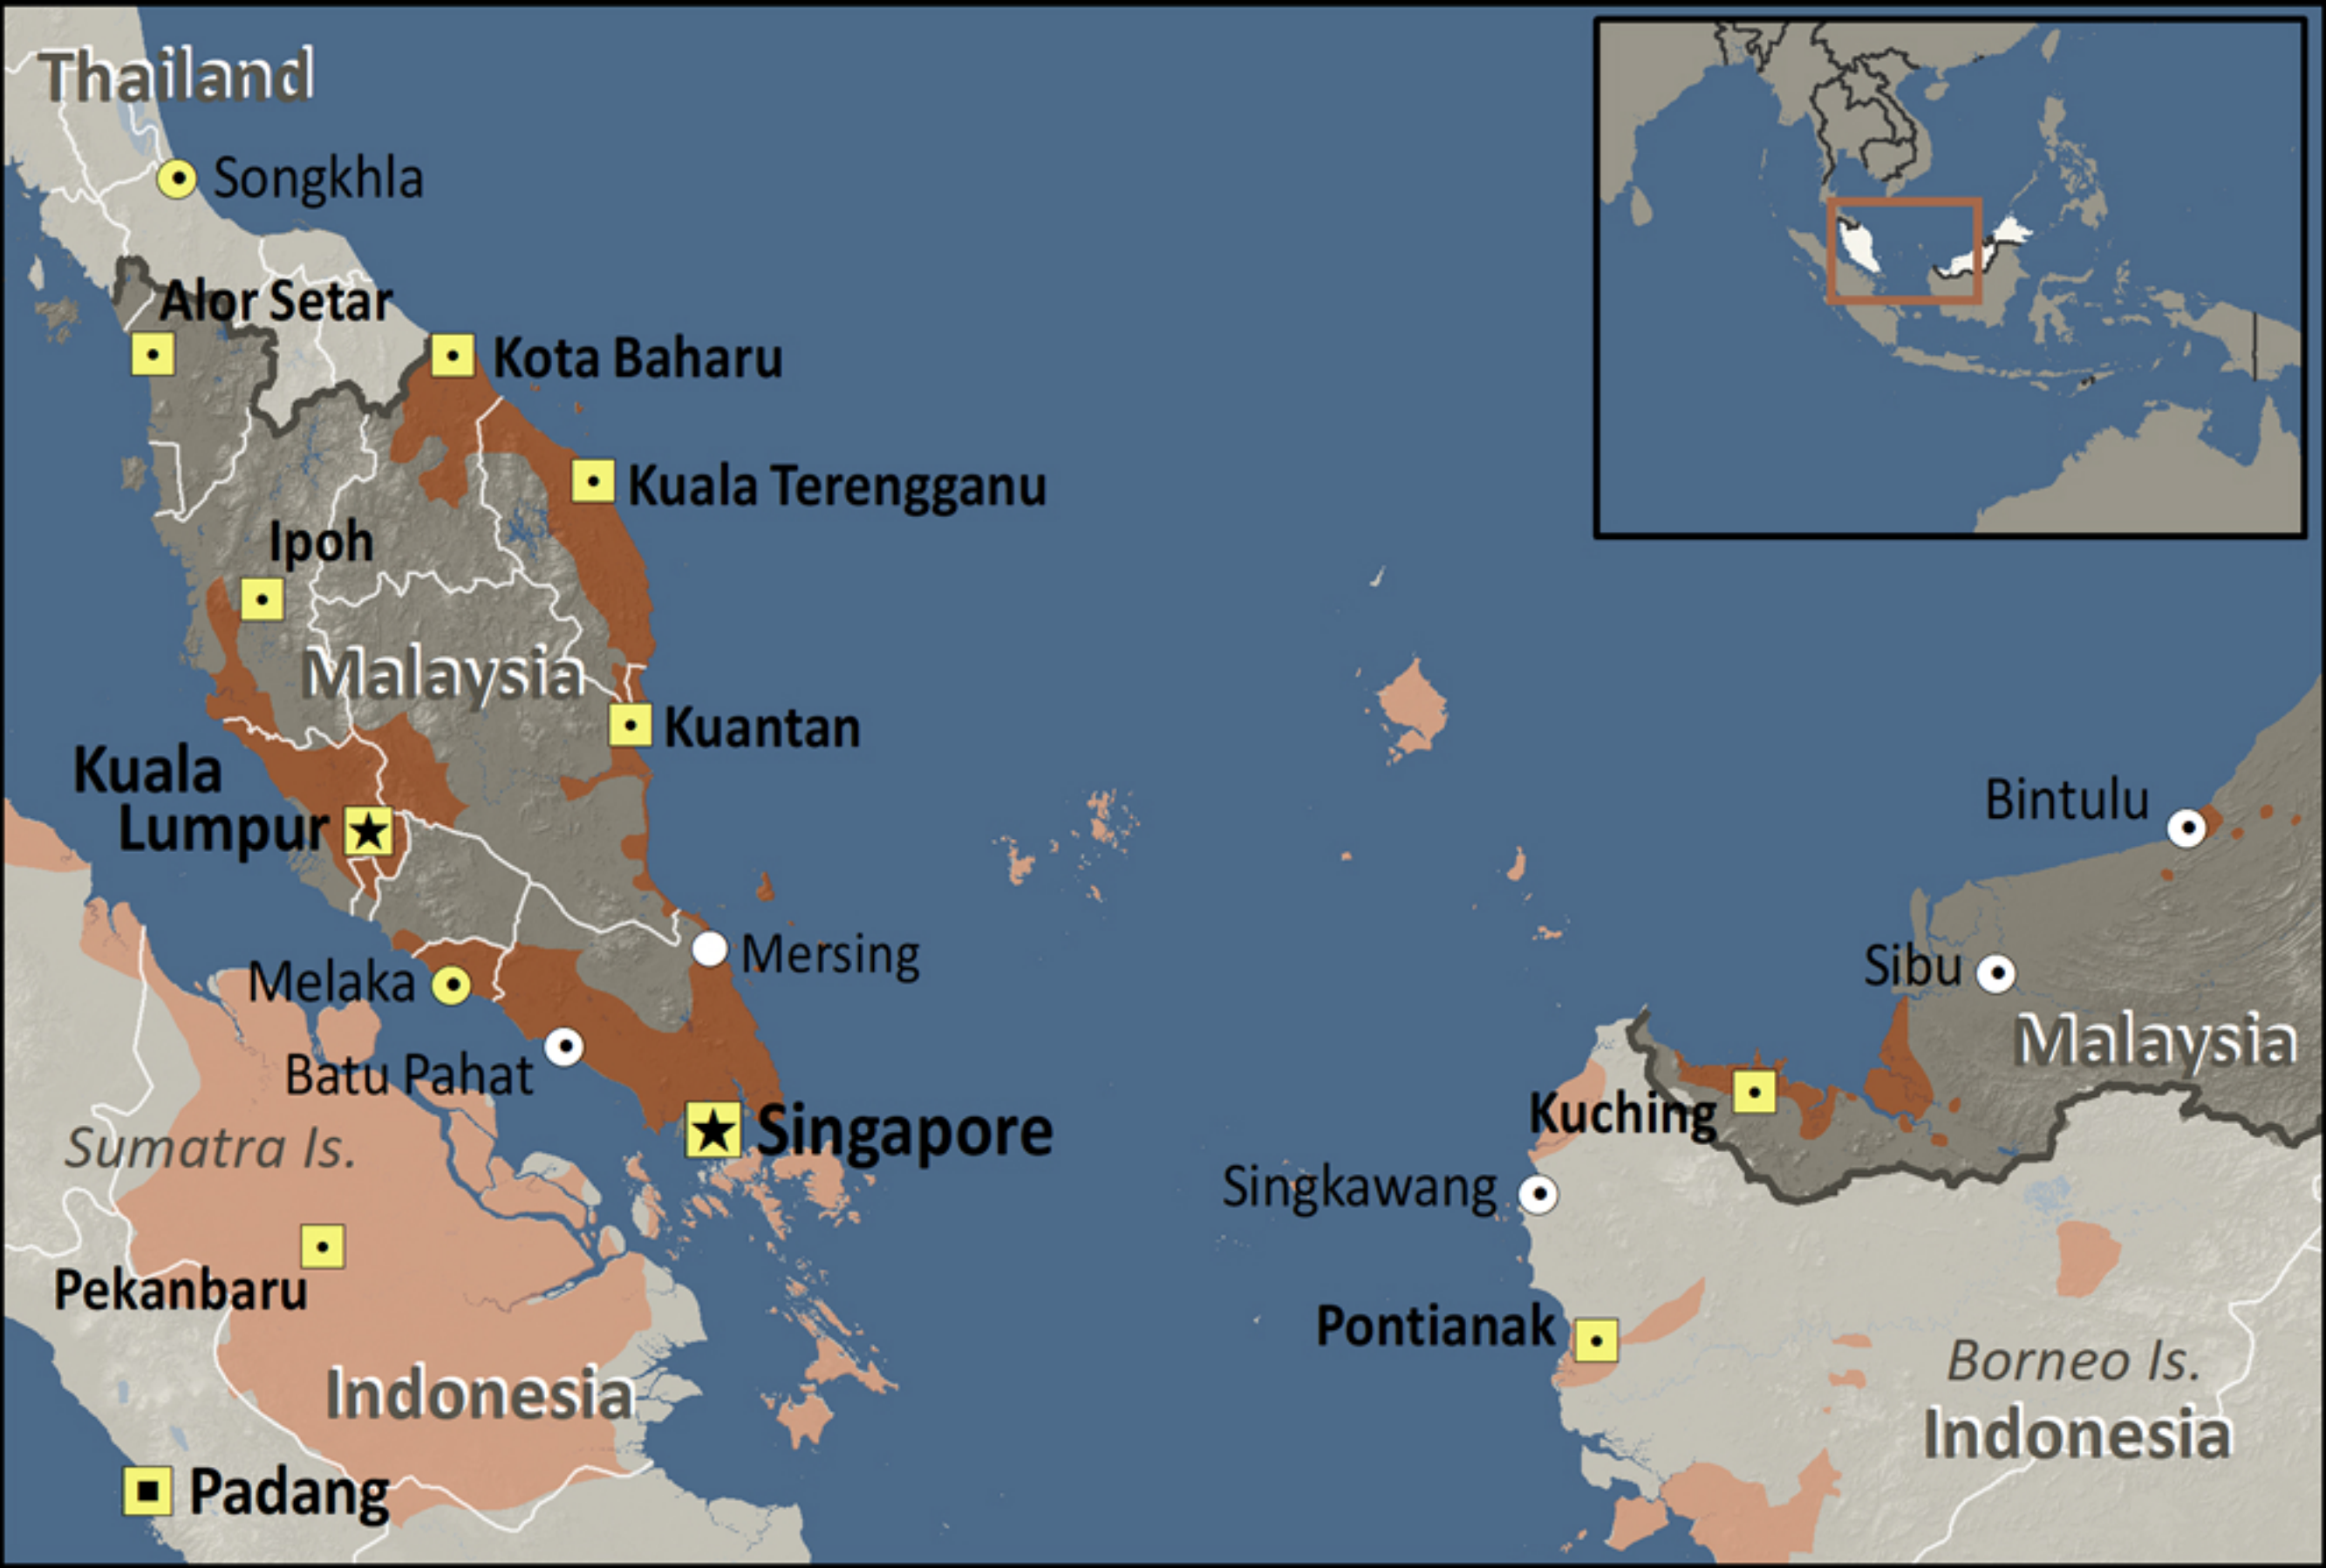 Thailand
Songkhla
Alor Setar
Kota Baharu
Kuala Terengganu
Ipoh
Malaysia
Kuantan
Kuala
Lumpur
Mersing
Melaka
Batu Pahat
Singapore
Sumatra Is.
Pekanbaru
Indonesia
Padang
Bintulu
Sibu
Malaysia
Kuching
Singkawang
Pontianak
Borneo Is.
Indonesia